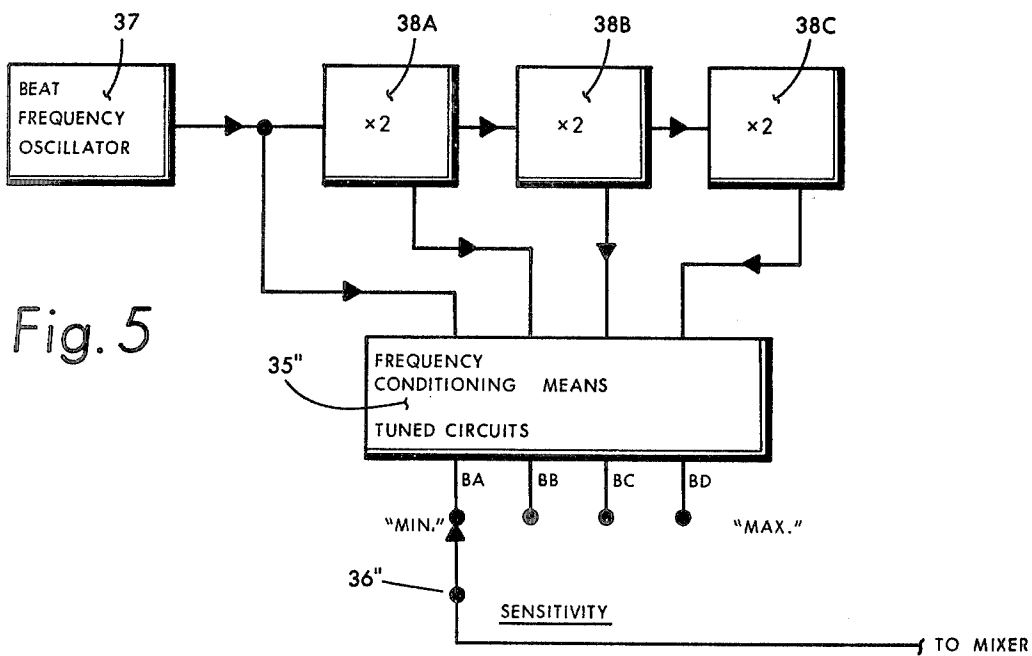 37
38A
38B
38C
BEAT
FREQUENCY
OSCILLATOR
×2
×2
×2
Fig. 5
35"
FREQUENCY
CONDITIONING MEANS
TUNED CIRCUITS
BA
BB
BC
BD
"MIN."
"MAX."
36"
SENSITIVITY
TO MIXER